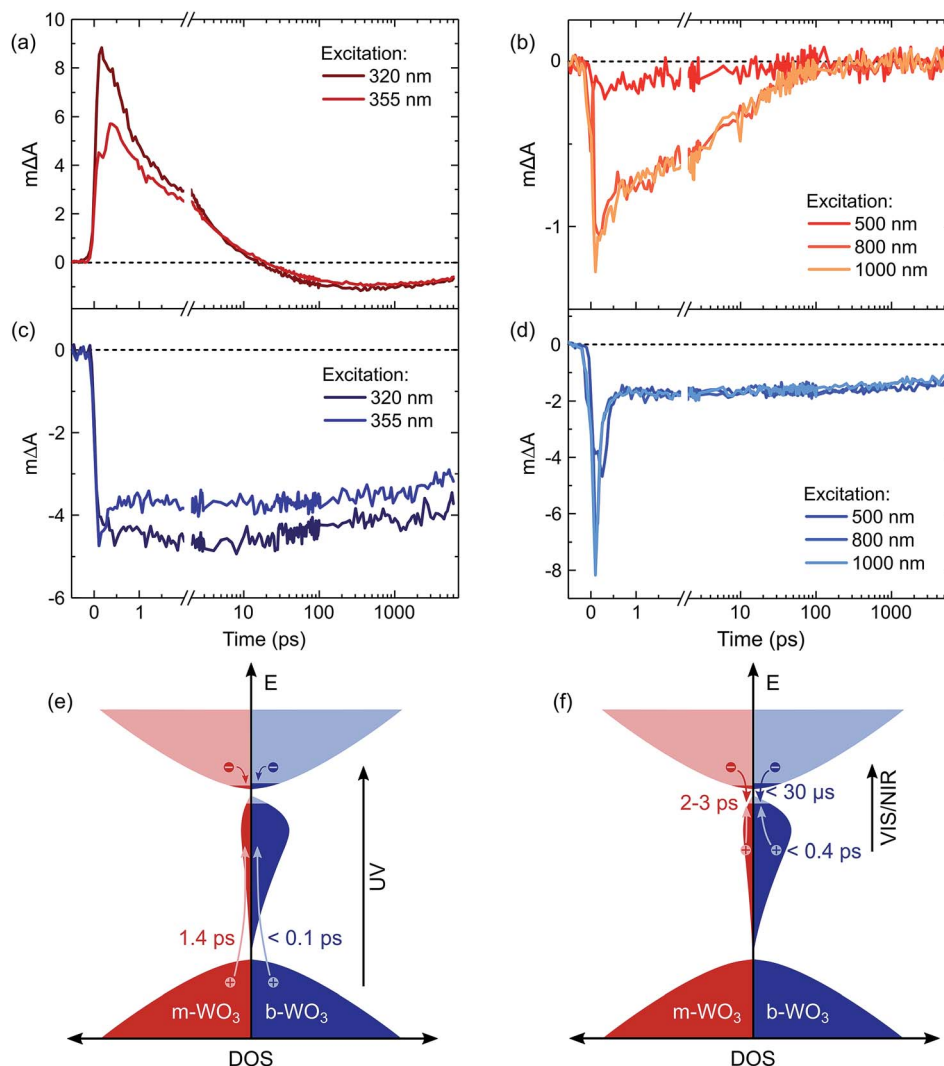 (a)
10
8
6
4
2
0
mΔΔA
Excitation:
320 nm
355 nm
(b)
0
-1
mΔΔA
Excitation:
500 nm
800 nm
1000 nm
(c)
0
-2
-4
-6
mΔA
Excitation:
320 nm
355 nm
0 1 10 100 1000
Time (ps)
(d)
0
-2
-4
-6
-8
mΔA
Excitation:
500 nm
800 nm
1000 nm
0 1 10 100 1000
Time (ps)
(e)
E
UV
1.4 ps
< 0.1 ps
m-WO₃
b-WO₃
DOS
(f)
E
2-3 ps
< 30 µs
VIS/NIR
< 0.4 ps
m-WO₃
b-WO₃
DOS